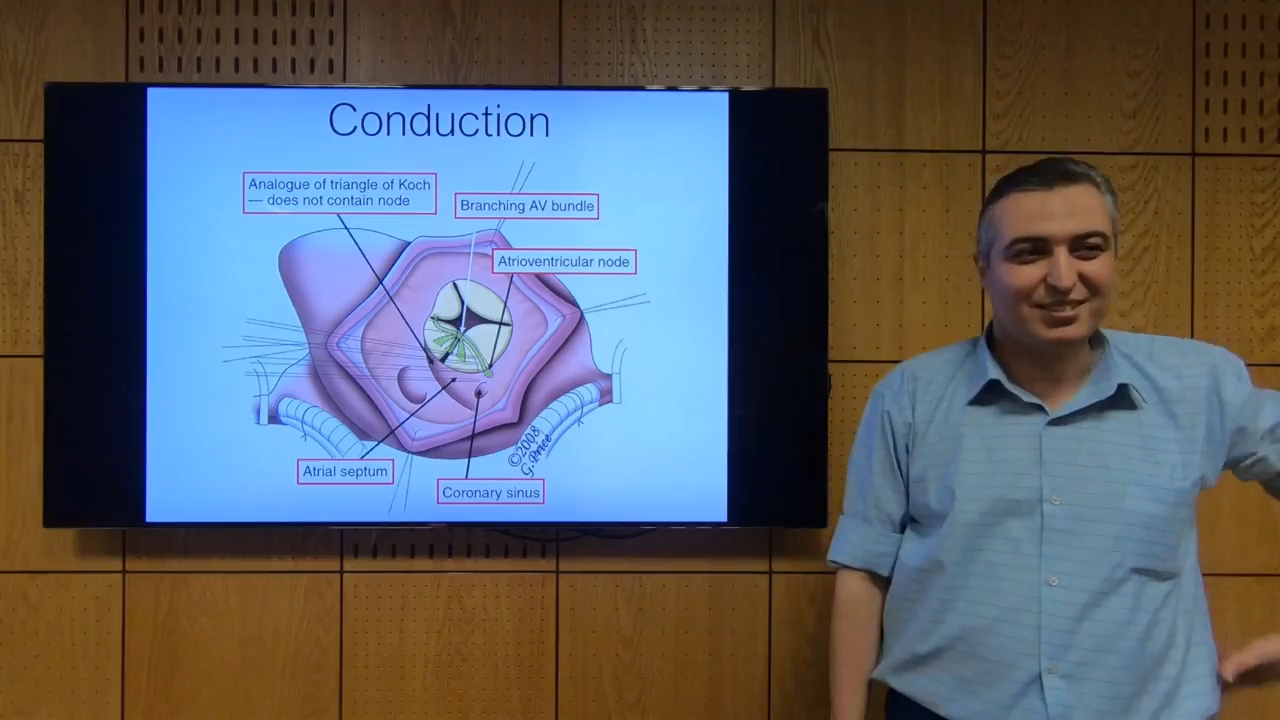 Conduction
Analogue of triangle of Koch
— does not contain node
Branching AV bundle
Atrioventricular node
Atrial septum
Coronary sinus
©2008
G. Price